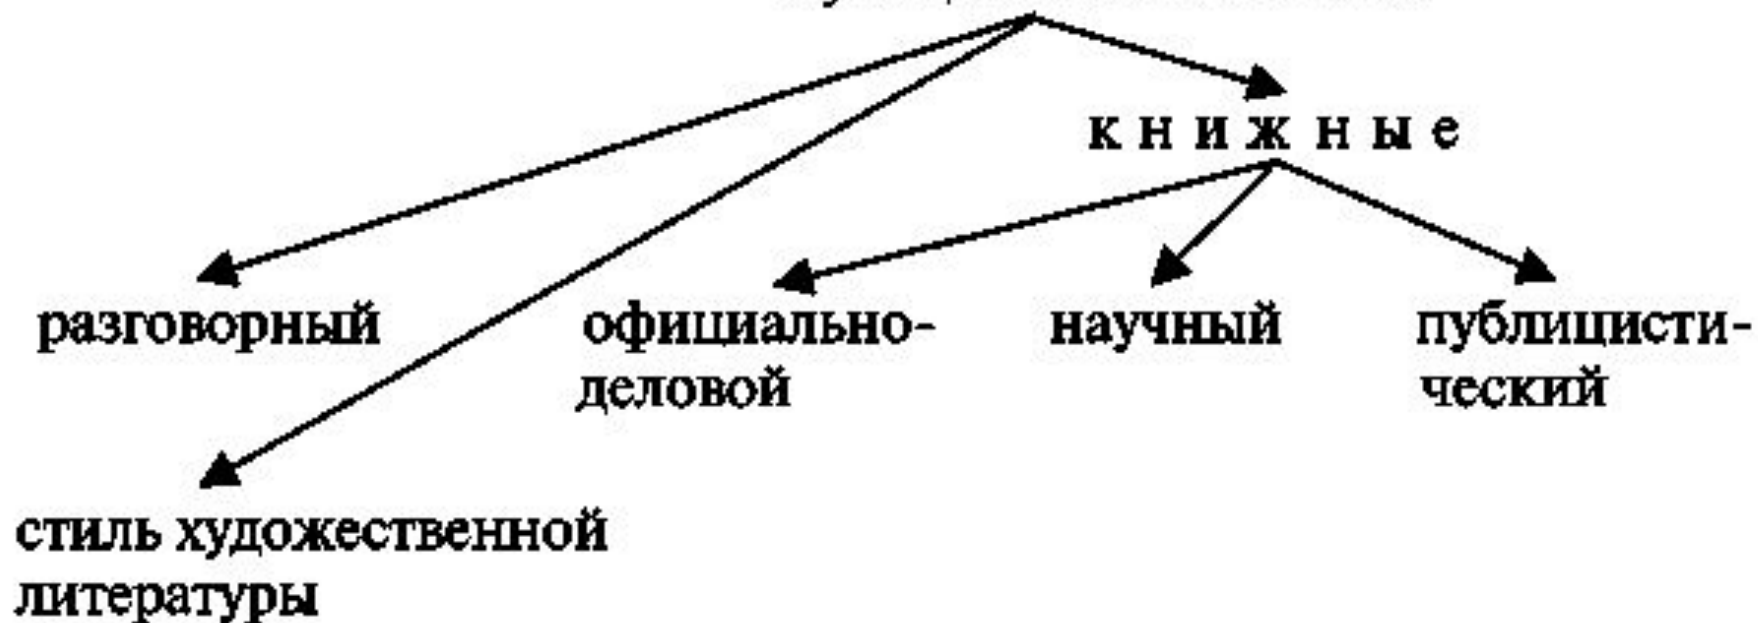 к н и ж н ы е
разговорный
официально-
деловой
научный
публицисти-
ческий
стиль художественной
литературы